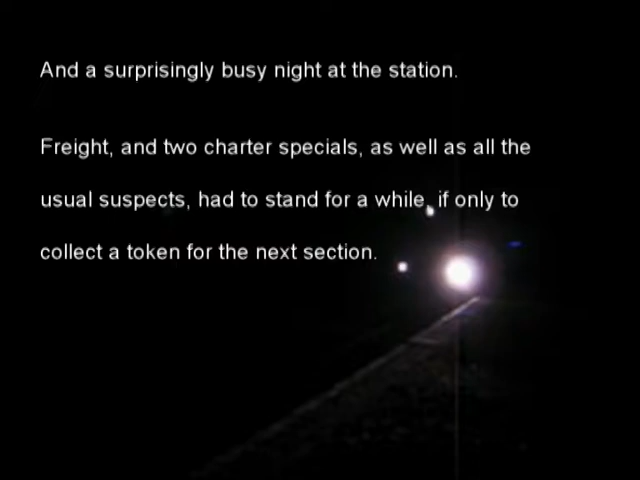 And a surprisingly busy night at the station.
Freight, and two charter specials, as well as all the
usual suspects, had to stand for a while, if only to
collect a token for the next section.